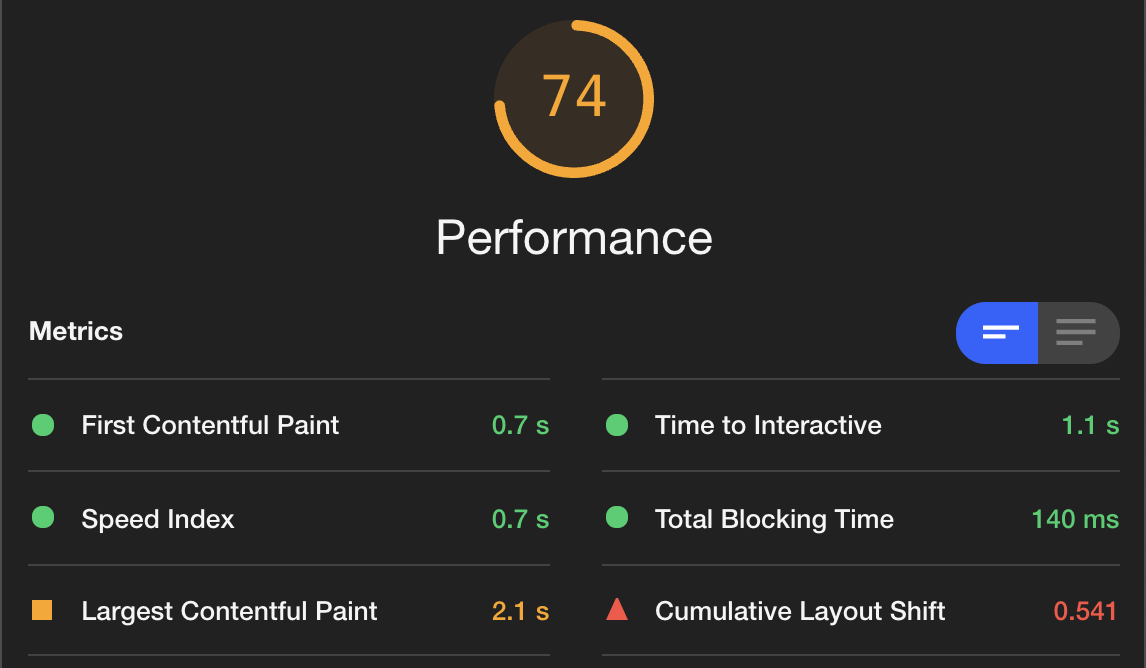 74
Performance
Metrics
First Contentful Paint 0.7 s
Time to Interactive 1.1 s
Speed Index 0.7 s
Total Blocking Time 140 ms
Largest Contentful Paint 2.1 s
Cumulative Layout Shift 0.541